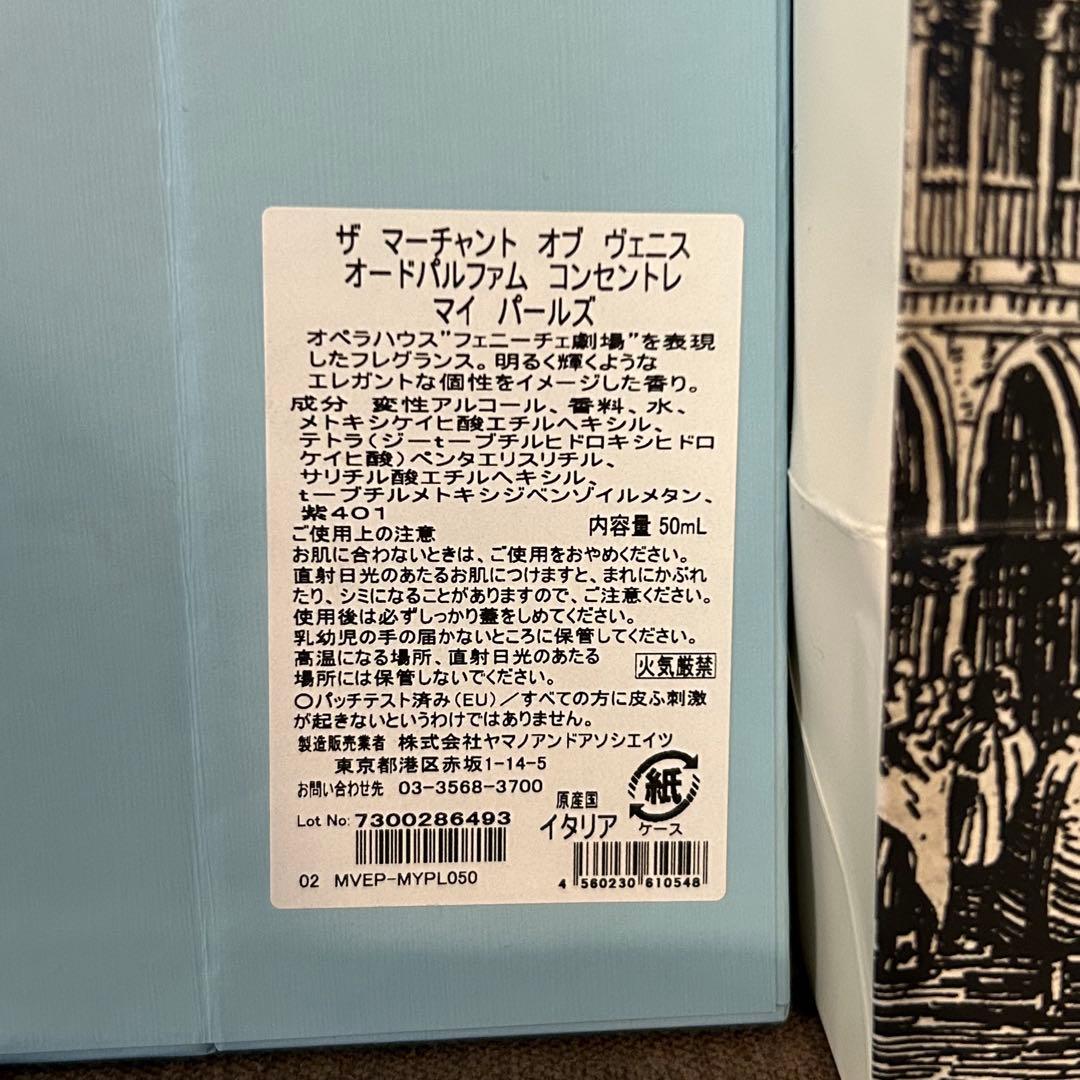 ザ マーチャント オブ ヴェニス
オードパルファム コンセントレ
マイ パールズ
オペラハウス"フェニーチェ劇場"を表現
したフレグランス。明るく輝くような
エレガントな個性をイメージした香り。
成分 変性アルコール、香料、水、
メトキシケイヒ酸エチルヘキシル、
テトラ(ジーtーブチルヒドロキシヒドロ
ケイヒ酸)ペンタエリスリチル、
サリチル酸エチルヘキシル、
tーブチルメトキシジベンゾイルメタン、
紫401
内容量 50mL
ご使用上の注意
お肌に合わないときは、ご使用をおやめください。
直射日光のあたるお肌につけますと、まれにかぶれ
たり、シミになることがありますので、ご注意ください。
使用後は必ずしっかり蓋をしめてください。
乳幼児の手の届かないところに保管してください。
高温になる場所、直射日光のあたる
場所には保管しないでください。
火気厳禁
○パッチテスト済み(EU)/すべての方に皮ふ刺激
が起きないというわけではありません。
製造販売業者 株式会社ヤマノアンドアソシエイツ
東京都港区赤坂1-14-5
お問い合わせ先 03-3568-3700
紙
ケース
原産国
イタリア
Lot No: 7300286493
02 MVEP-MYPL050
4 560230 610548